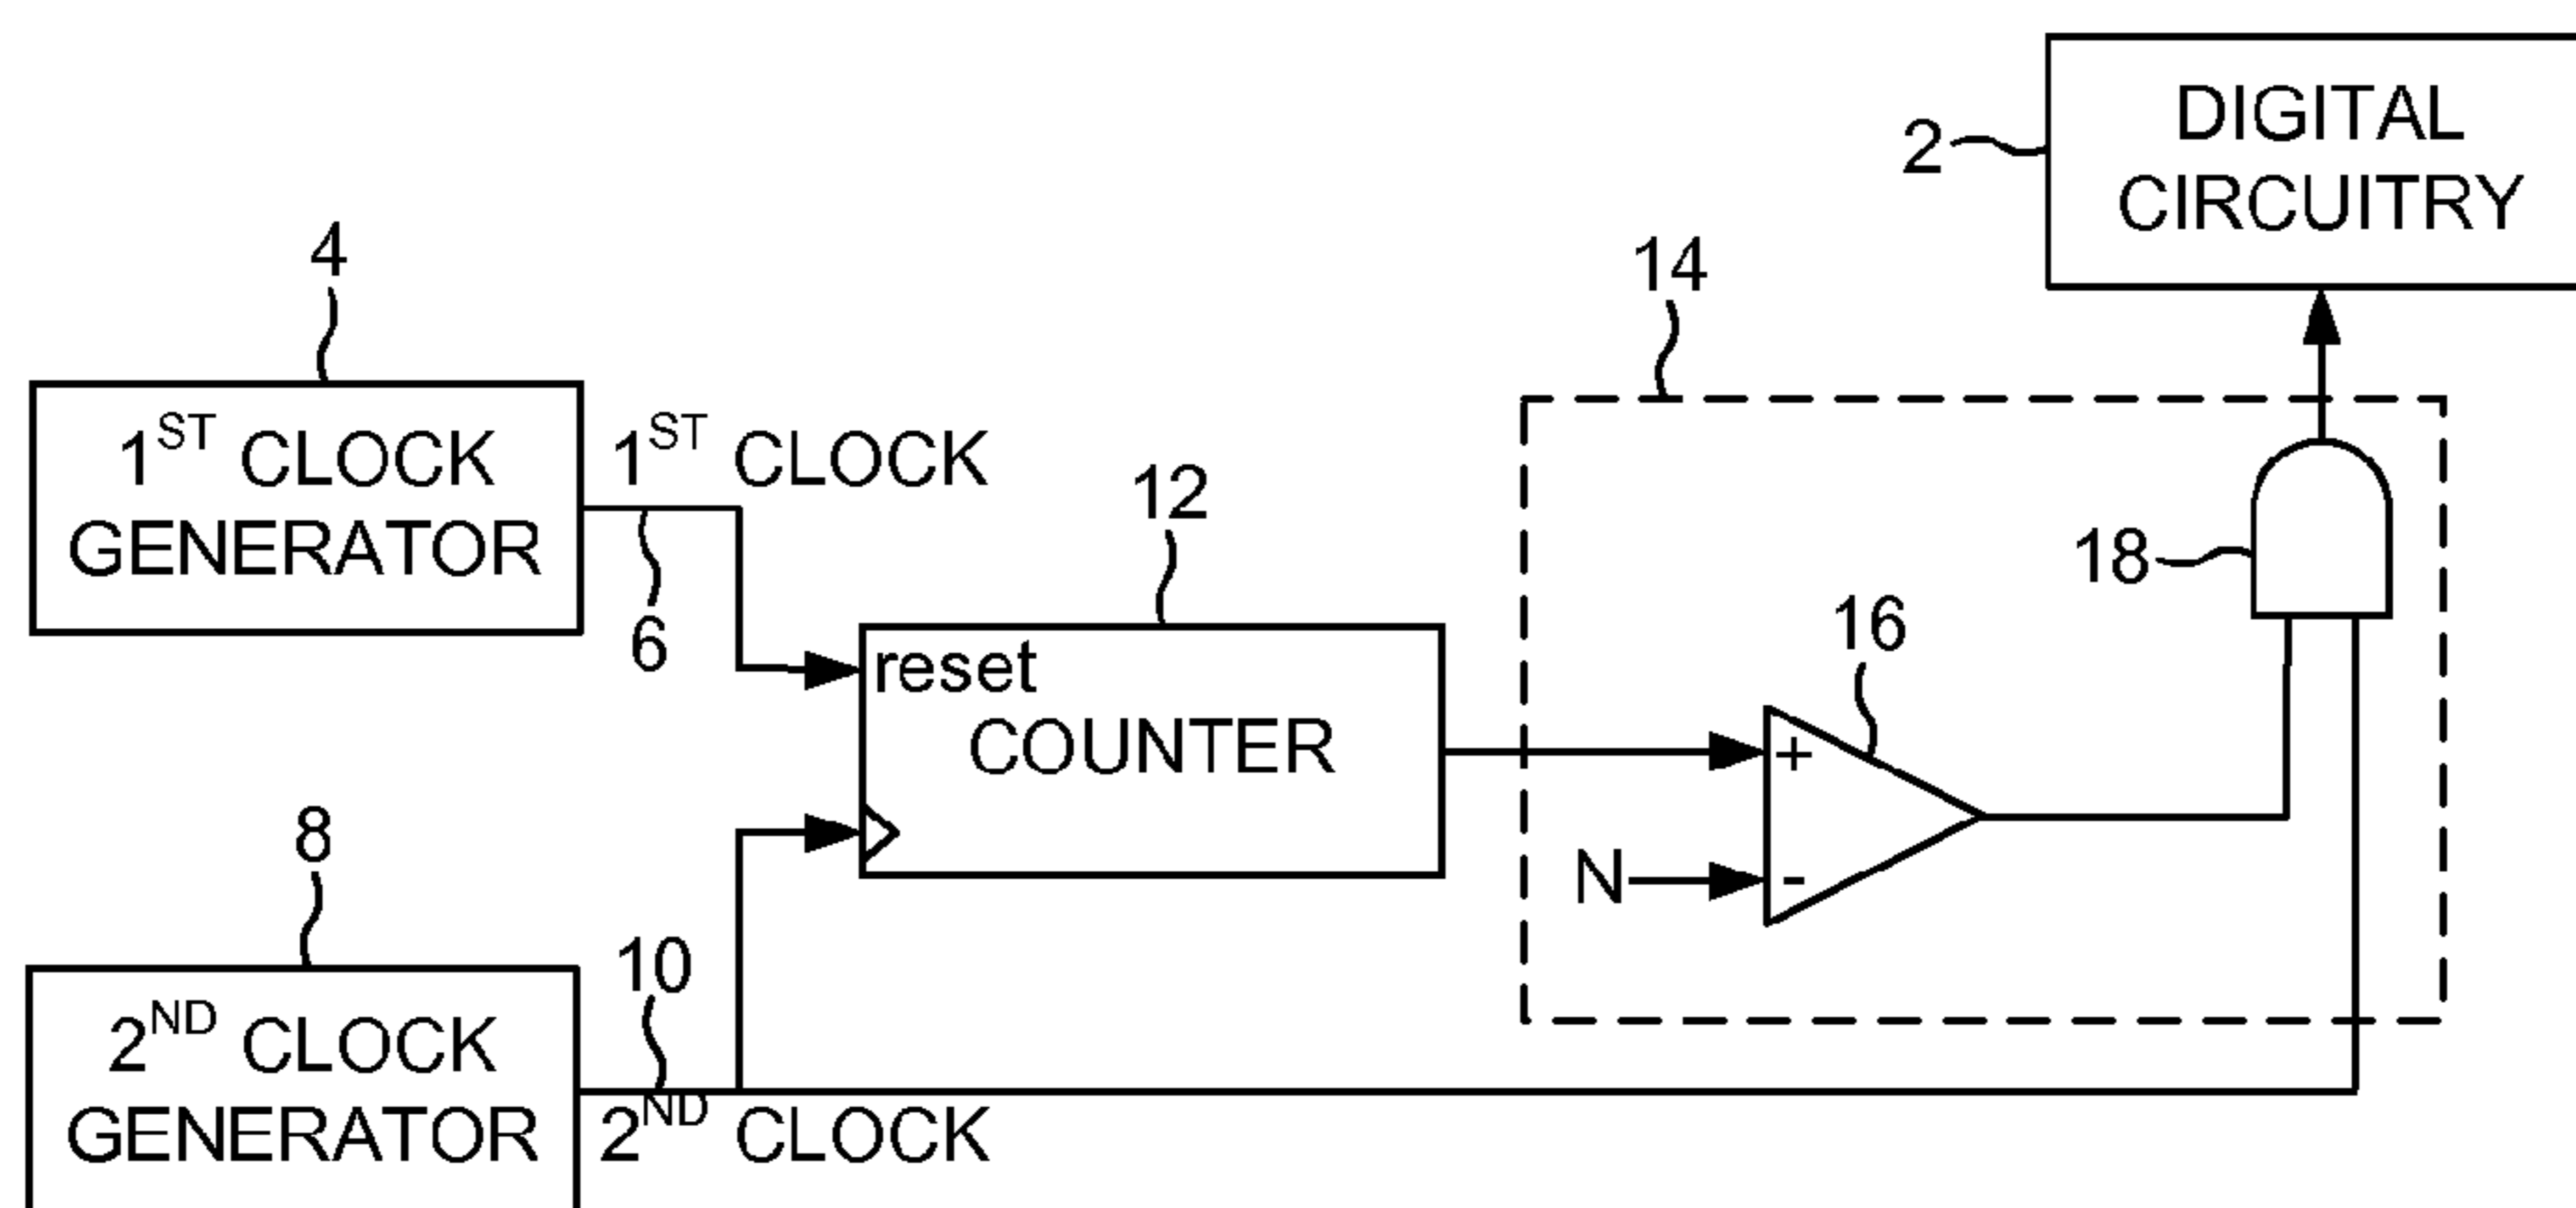 DIGITAL
CIRCUITRY
2
14
4
1ST CLOCK
GENERATOR
1ST CLOCK
6
12
reset
COUNTER
18
16
+
N
-
8
10
2ND CLOCK
GENERATOR
2ND CLOCK